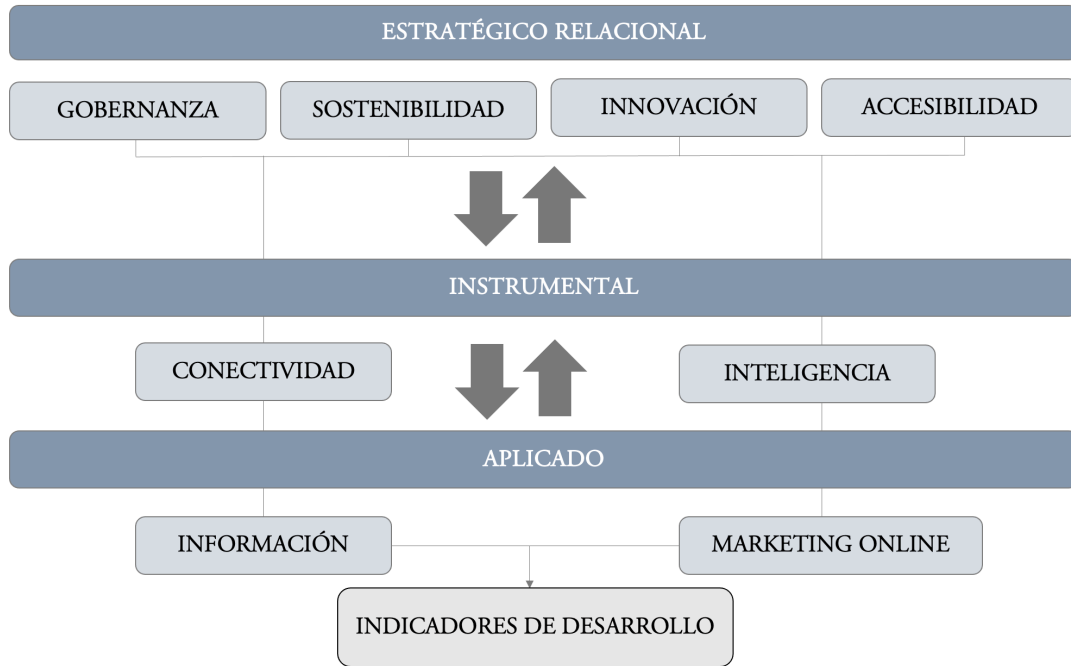 ESTRATÉGICO RELACIONAL
GOBERNANZA
SOSTENIBILIDAD
INNOVACIÓN
ACCESIBILIDAD
INSTRUMENTAL
CONECTIVIDAD
INTELIGENCIA
APLICADO
INFORMACIÓN
MARKETING ONLINE
INDICADORES DE DESARROLLO